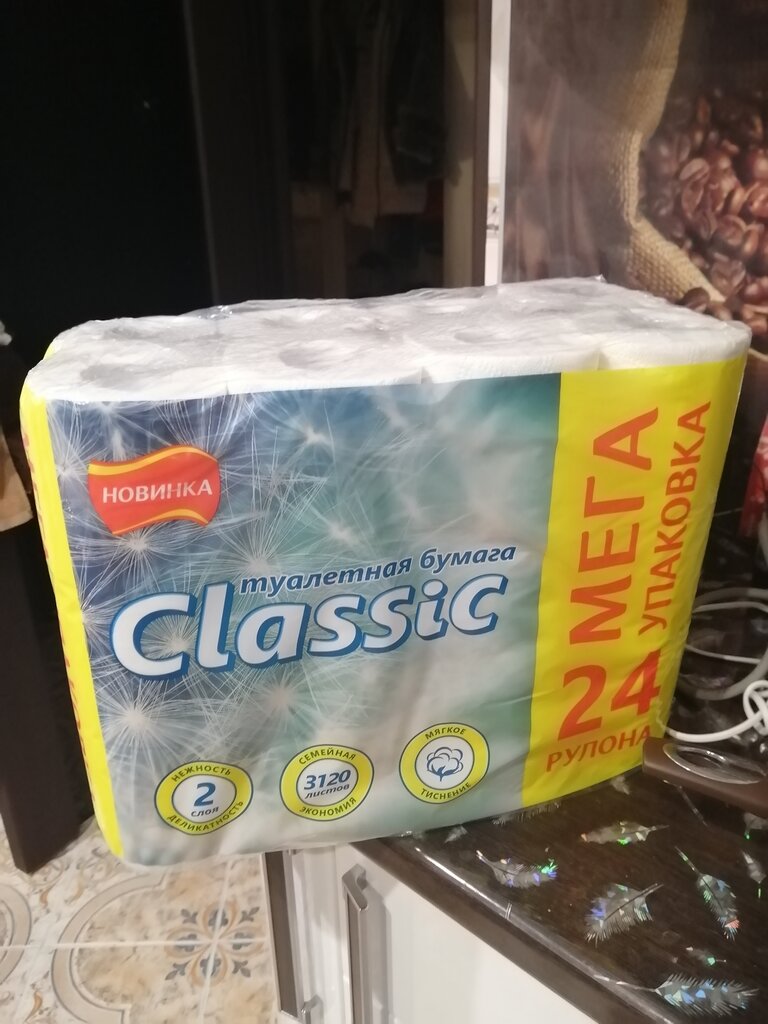 НОВИНКА
туалетная бумага
Classic
НЕЖНОСТЬ
2
слоя
ДЕЛИКАТНОСТЬ
СЕМЕЙНАЯ
3120
листов
ЭКОНОМИЯ
МЯГКОЕ
ТИСНЕНИЕ
МЕГА
УПАКОВКА
24
РУЛОНА